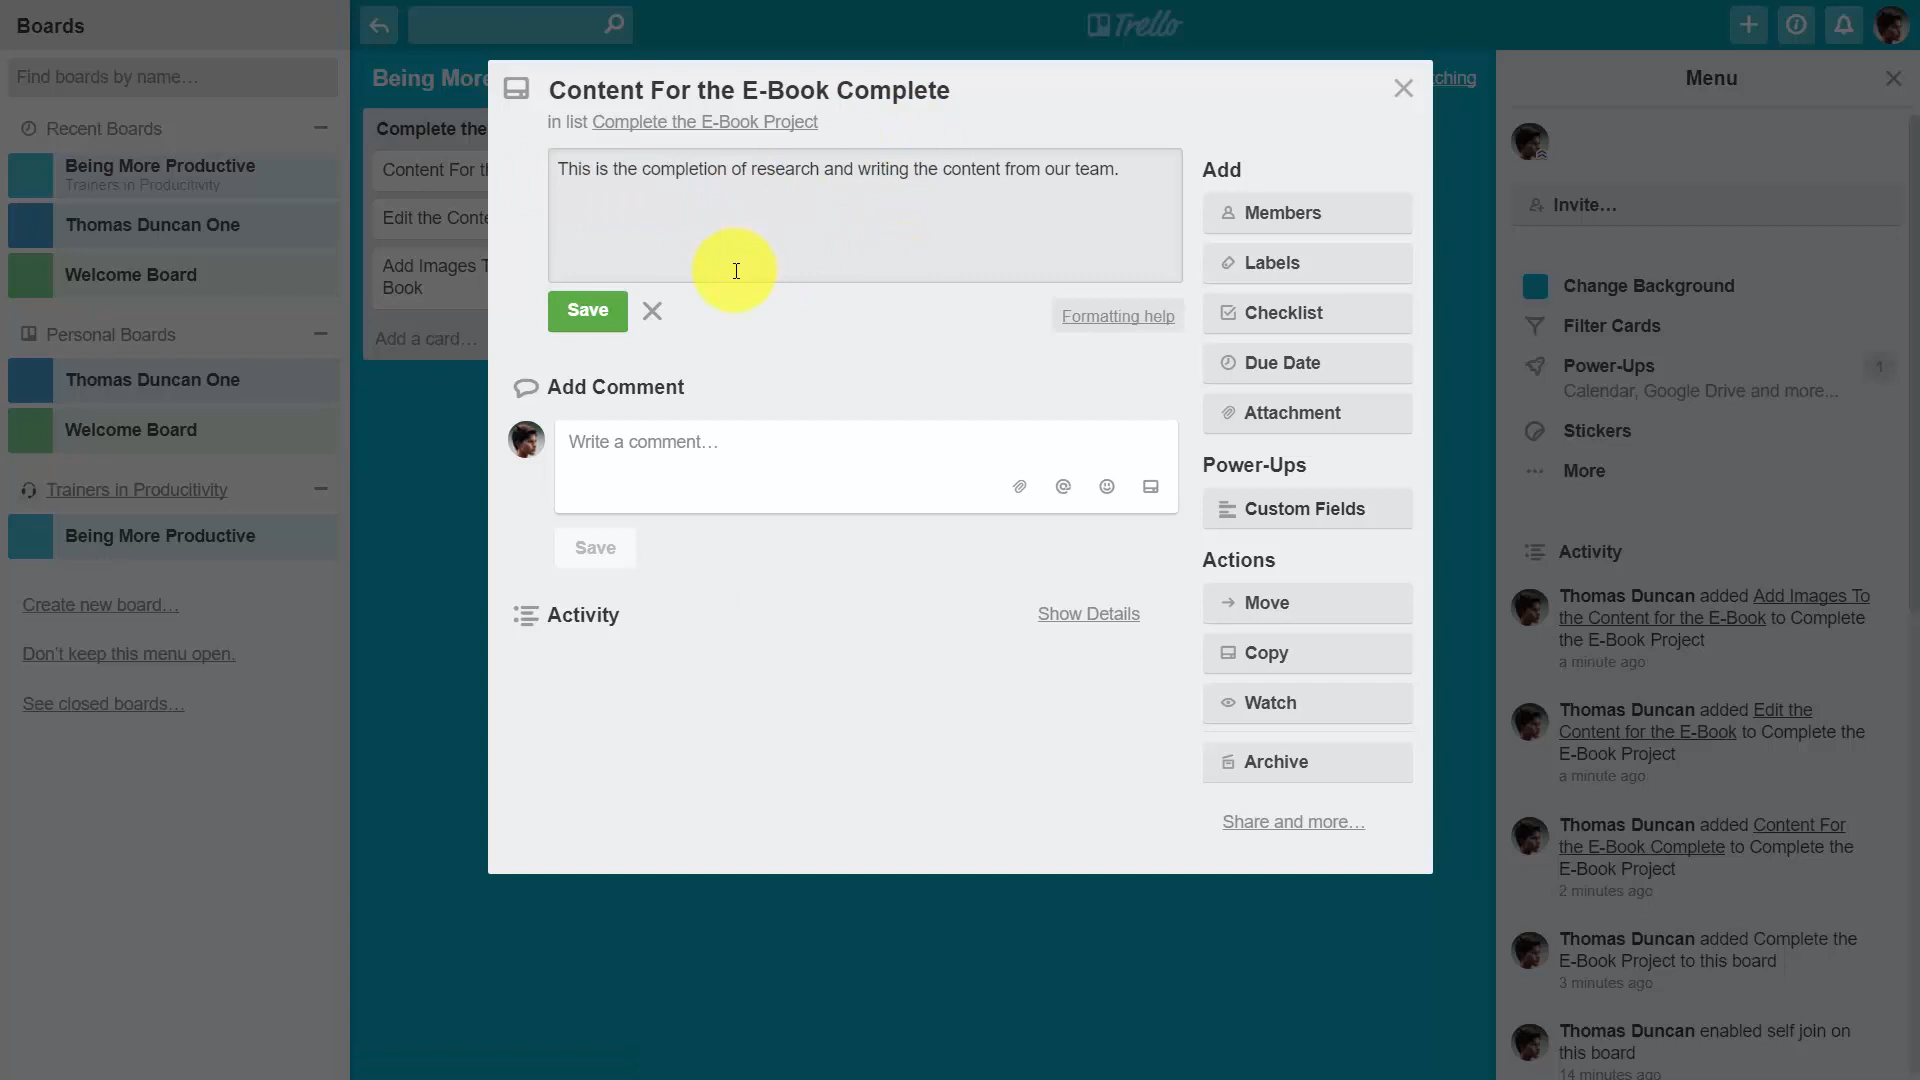 Boards
Find boards by name…
Recent Boards
Being More Productive
Trainers in Producitivity
Thomas Duncan One
Welcome Board
Personal Boards
Thomas Duncan One
Welcome Board
Trainers in Producitivity
Being More Productive
Create new board…
Don't keep this menu open.
See closed boards…
Trello
Being More
tching
Complete the
Content For t
Edit the Conte
Add Images T
Book
Add a card…
Content For the E-Book Complete
in list Complete the E-Book Project
This is the completion of research and writing the content from our team.
Save
Formatting help
Add Comment
Write a comment…
Save
Activity
Show Details
Add
Members
Labels
Checklist
Due Date
Attachment
Power-Ups
Custom Fields
Actions
Move
Copy
Watch
Archive
Share and more…
Menu
Invite…
Change Background
Filter Cards
Power-Ups
1
Calendar, Google Drive and more…
Stickers
More
Activity
Thomas Duncan added Add Images To
the Content for the E-Book to Complete
the E-Book Project
a minute ago
Thomas Duncan added Edit the
Content for the E-Book to Complete the
E-Book Project
a minute ago
Thomas Duncan added Content For
the E-Book Complete to Complete the
E-Book Project
2 minutes ago
Thomas Duncan added Complete the
E-Book Project to this board
3 minutes ago
Thomas Duncan enabled self join on
this board
14 minutes ago